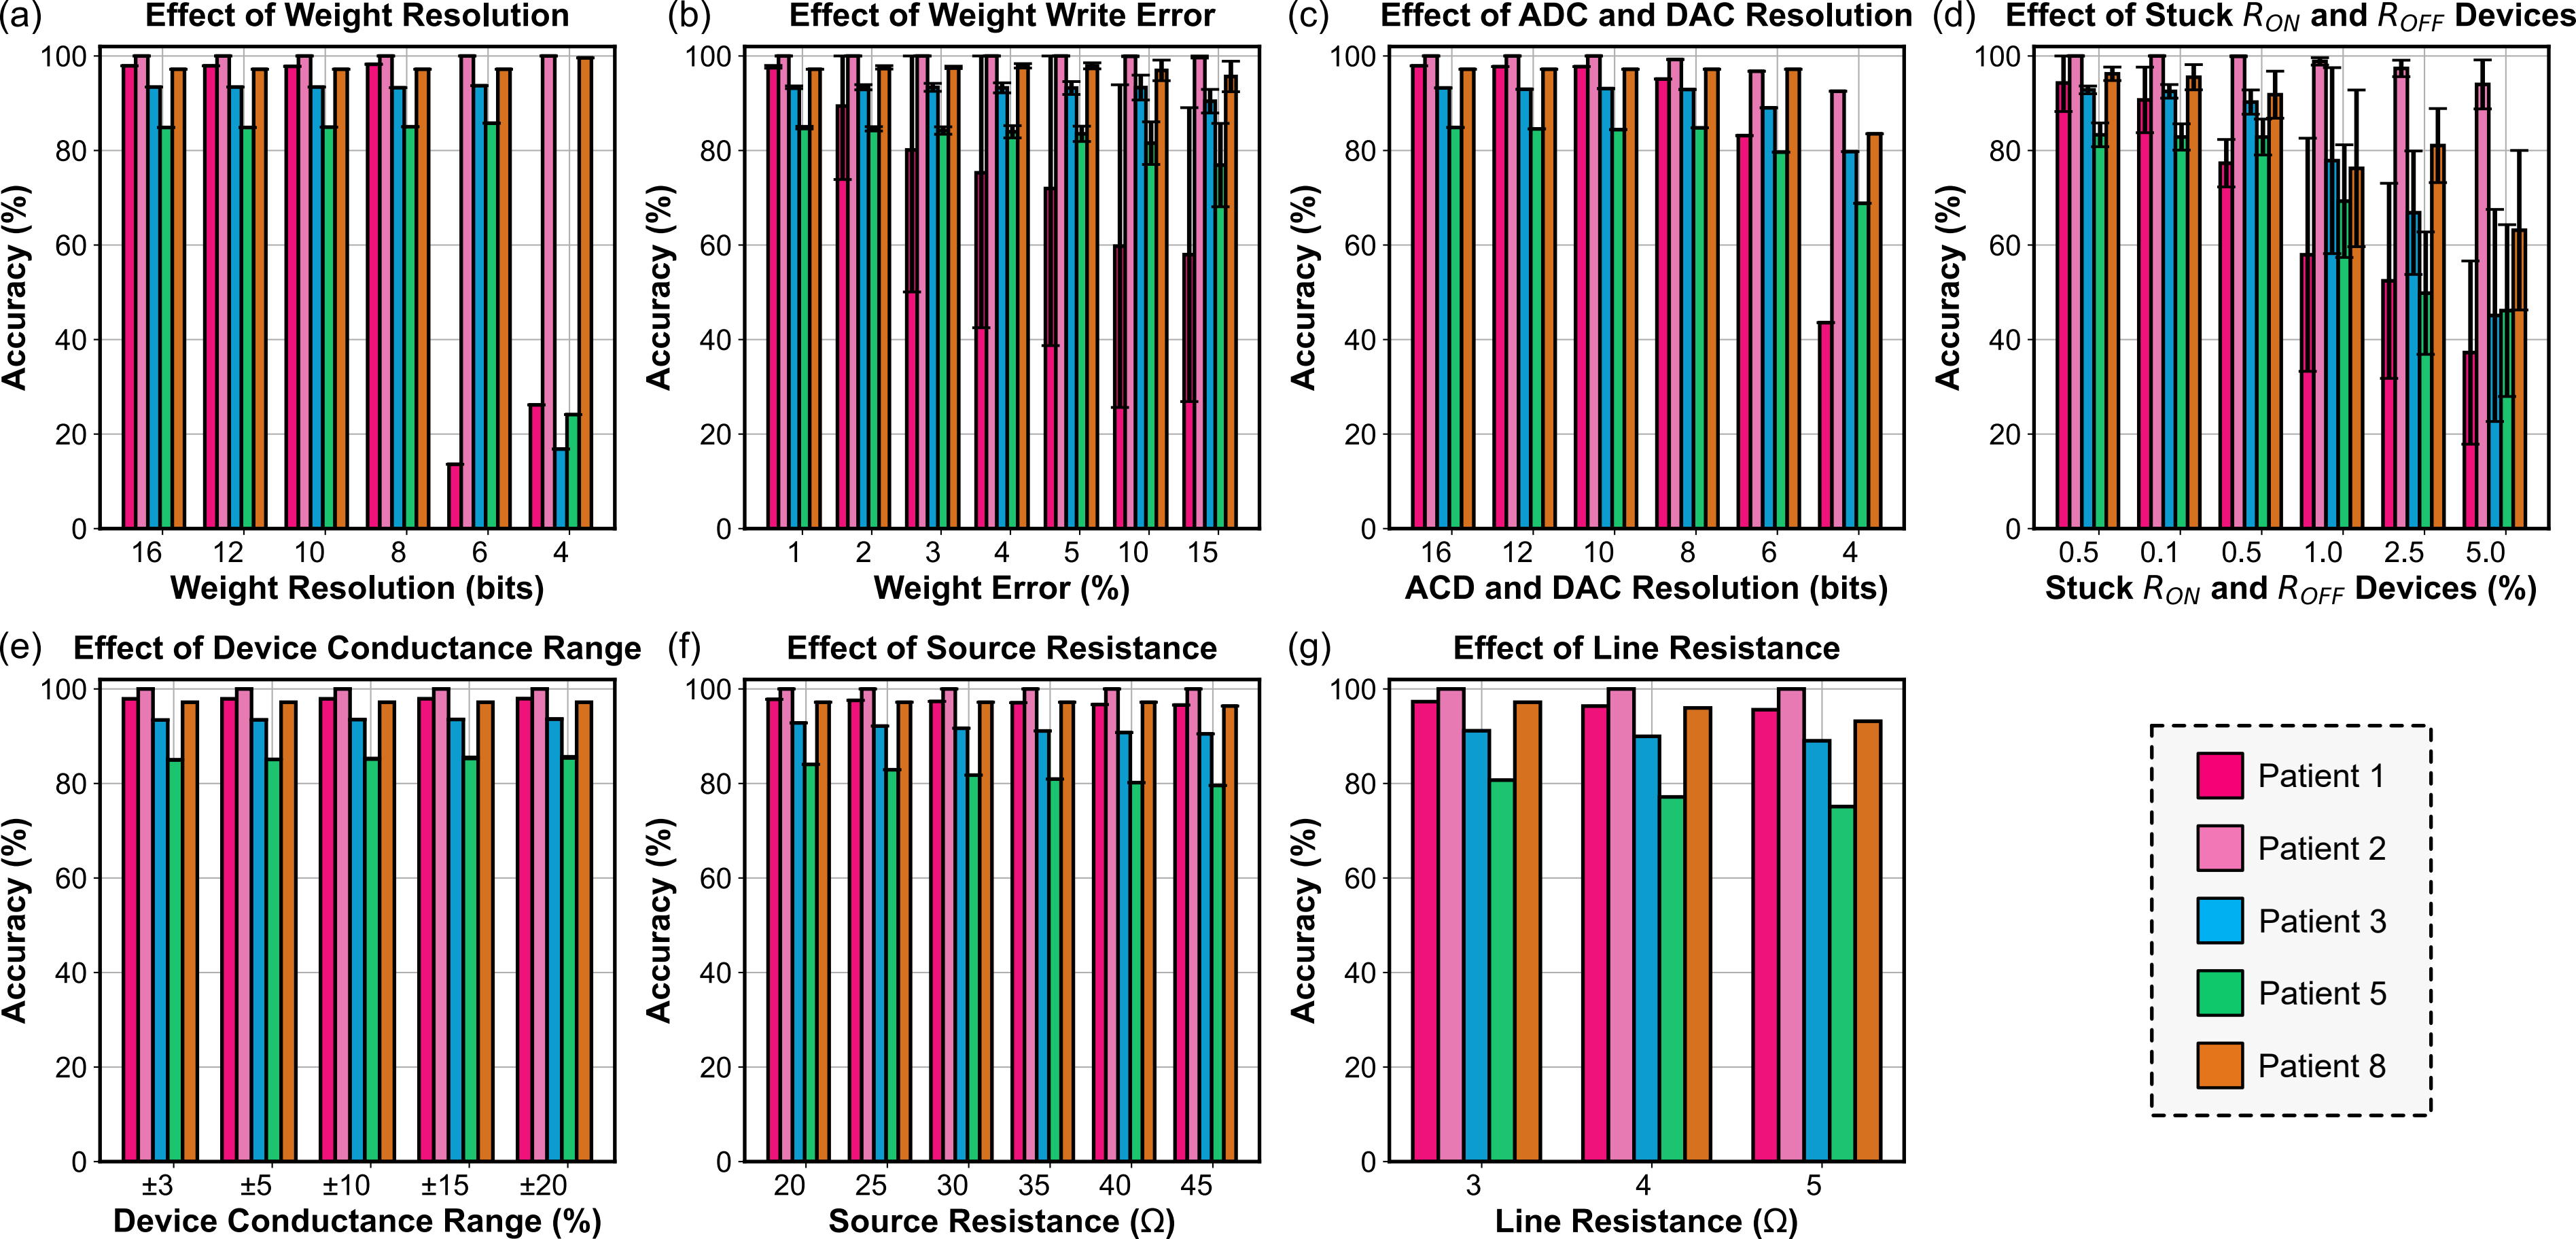 (a) Effect of Weight Resolution
100
80
60
40
20
0
Accuracy (%)
16 12 10 8 6 4
Weight Resolution (bits)
(b) Effect of Weight Write Error
100
80
60
40
20
0
Accuracy (%)
1 2 3 4 5 10 15
Weight Error (%)
(c) Effect of ADC and DAC Resolution
100
80
60
40
20
0
Accuracy (%)
16 12 10 8 6 4
ACD and DAC Resolution (bits)
(d) Effect of Stuck R_ON and R_OFF Devices
100
80
60
40
20
0
Accuracy (%)
0.5 0.1 0.5 1.0 2.5 5.0
Stuck R_ON and R_OFF Devices (%)
(e) Effect of Device Conductance Range
100
80
60
40
20
0
Accuracy (%)
±3 ±5 ±10 ±15 ±20
Device Conductance Range (%)
(f) Effect of Source Resistance
100
80
60
40
20
0
Accuracy (%)
20 25 30 35 40 45
Source Resistance (Ω)
(g) Effect of Line Resistance
100
80
60
40
20
0
Accuracy (%)
3 4 5
Line Resistance (Ω)
Patient 1
Patient 2
Patient 3
Patient 5
Patient 8